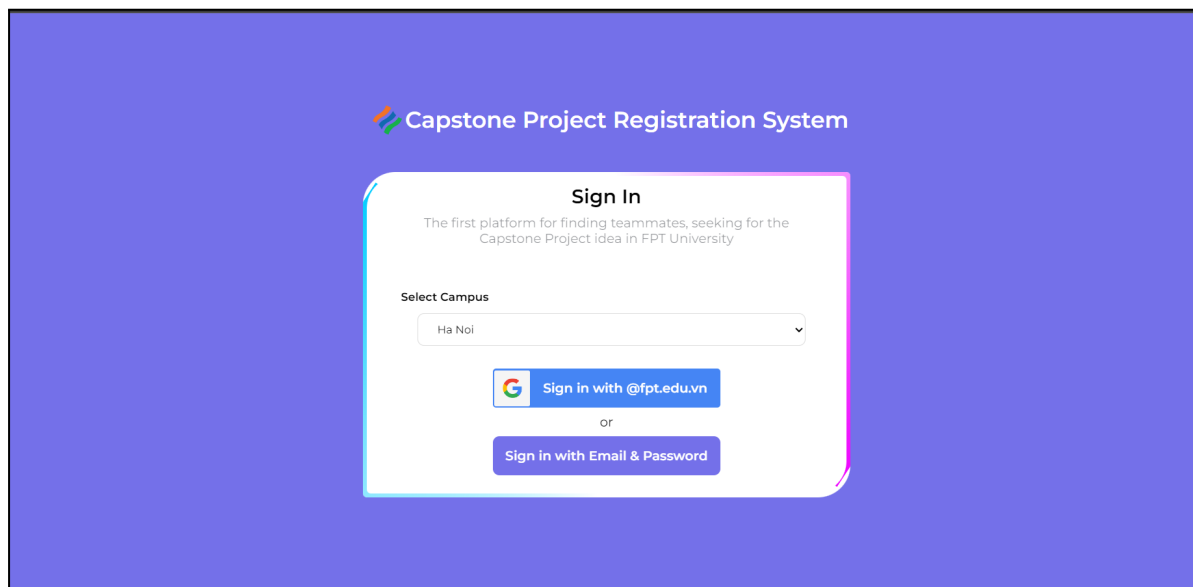 Capstone Project Registration System
Sign In
The first platform for finding teammates, seeking for the
Capstone Project idea in FPT University
Select Campus
Ha Noi
Sign in with @fpt.edu.vn
or
Sign in with Email & Password